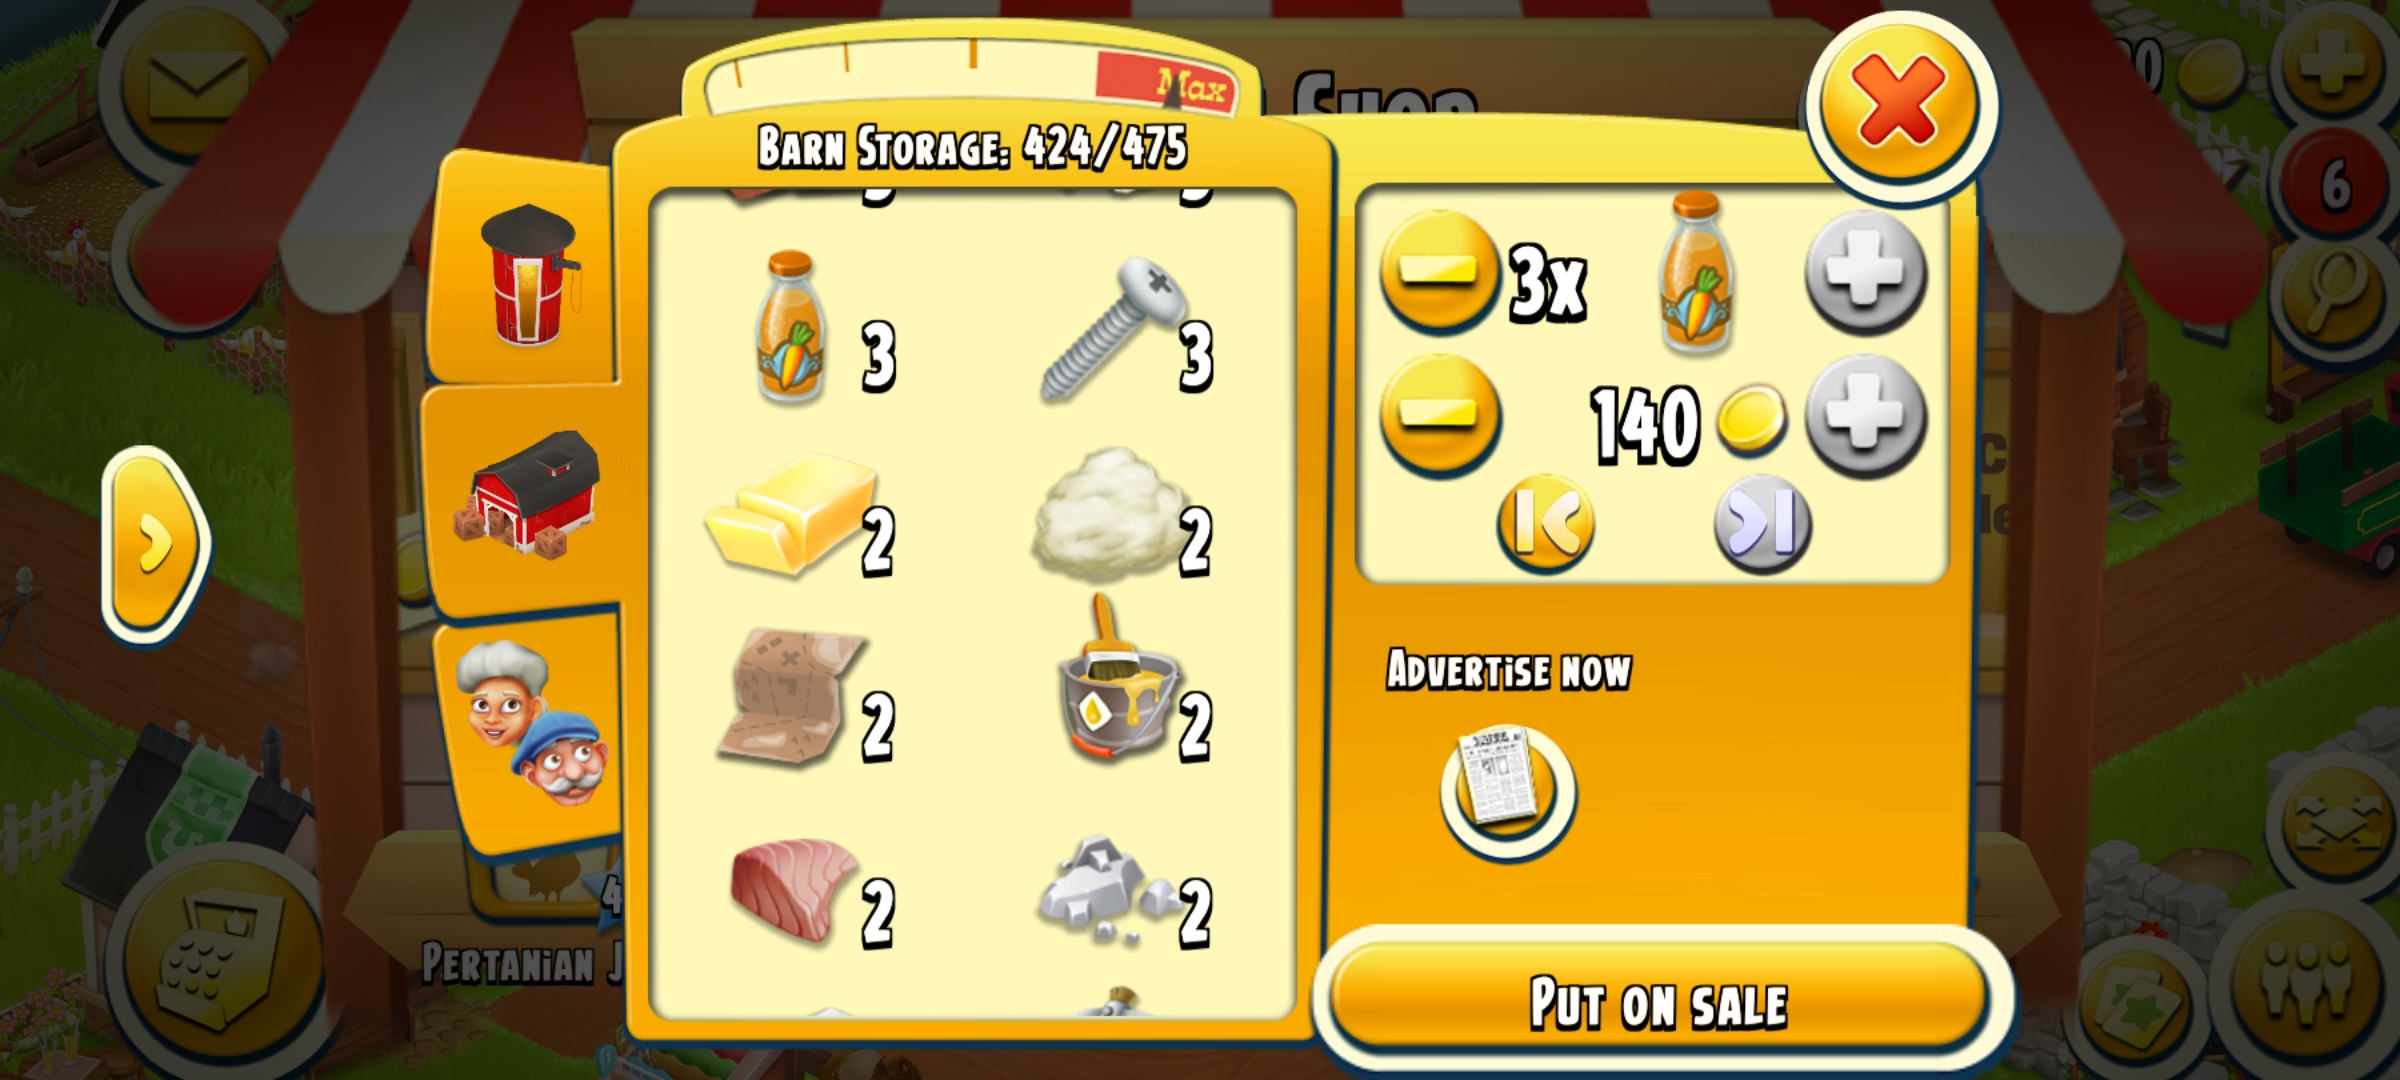 Shop
Max
BARN STORAGE: 424/475
6
3
3
3x
140
2
2
2
2
ADVERTISE NOW
2
2
PERTANIAN J
PUT ON SALE